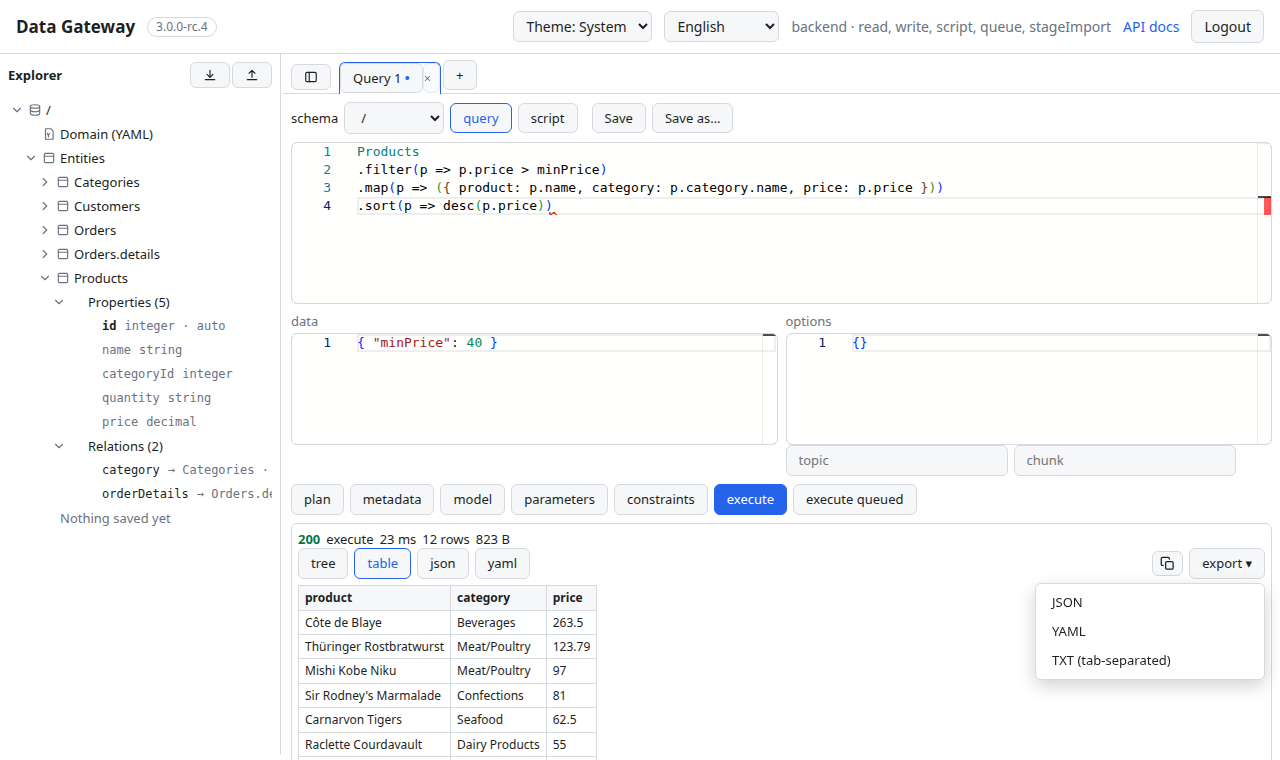 Data Gateway 3.0.0-rc.4 Theme: System English backend · read, write, script, queue, stageImport API docs Logout
Explorer
Query 1 • × +
/
Domain (YAML)
Entities
Categories
Customers
Orders
Orders.details
Products
Properties (5)
id integer · auto
name string
categoryId integer
quantity string
price decimal
Relations (2)
category → Categories ·
orderDetails → Orders.de
Nothing saved yet
schema / query script Save Save as...
1 Products
2 .filter(p => p.price > minPrice)
3 .map(p => ({ product: p.name, category: p.category.name, price: p.price }))
4 .sort(p => desc(p.price))
data
1 { "minPrice": 40 }
options
1 {}
topic chunk
plan metadata model parameters constraints execute execute queued
200 execute 23 ms 12 rows 823 B
tree table json yaml export ▾
JSON
YAML
TXT (tab-separated)
product category price
Côte de Blaye Beverages 263.5
Thüringer Rostbratwurst Meat/Poultry 123.79
Mishi Kobe Niku Meat/Poultry 97
Sir Rodney's Marmalade Confections 81
Carnarvon Tigers Seafood 62.5
Raclette Courdavault Dairy Products 55